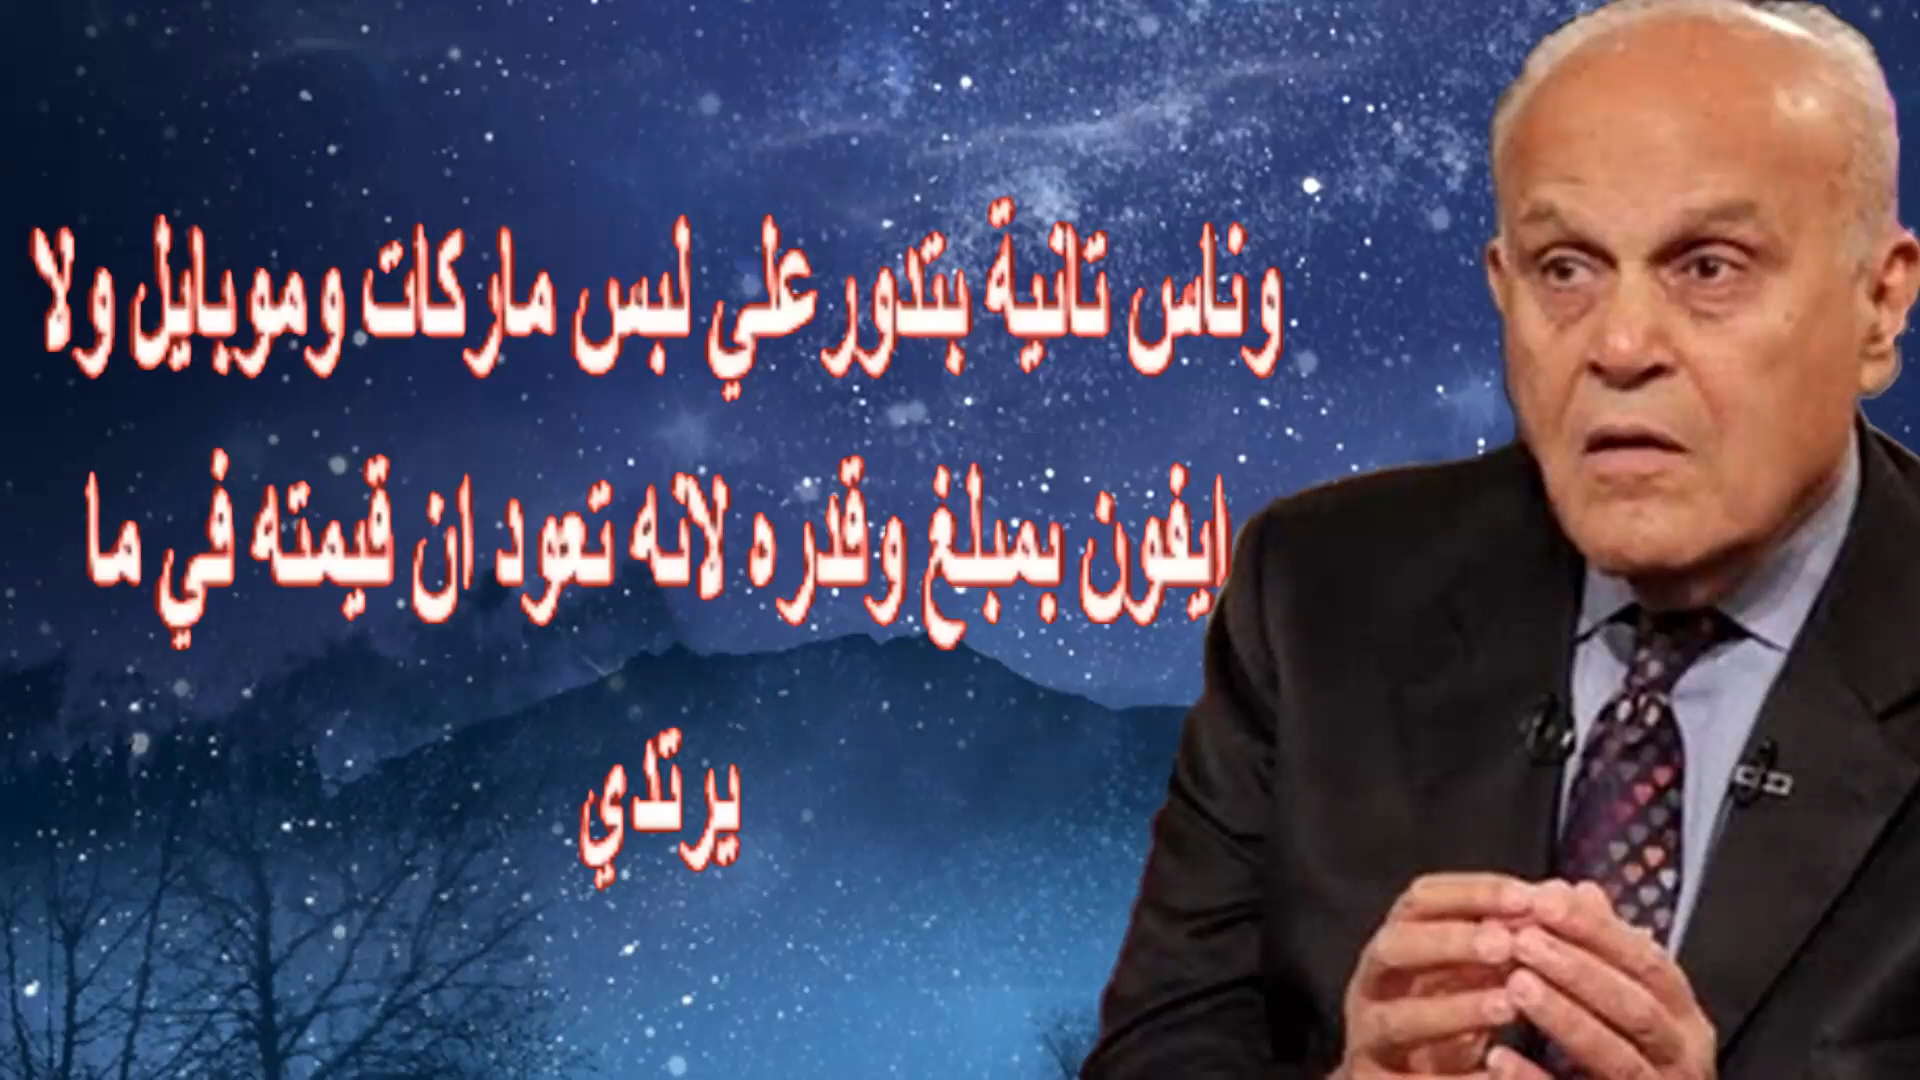 وناس تانية بتدور علي لبس ماركات وموبايل ولا
ايفون بمبلغ وقدره لانه تعود ان قيمته في ما
يرتدي